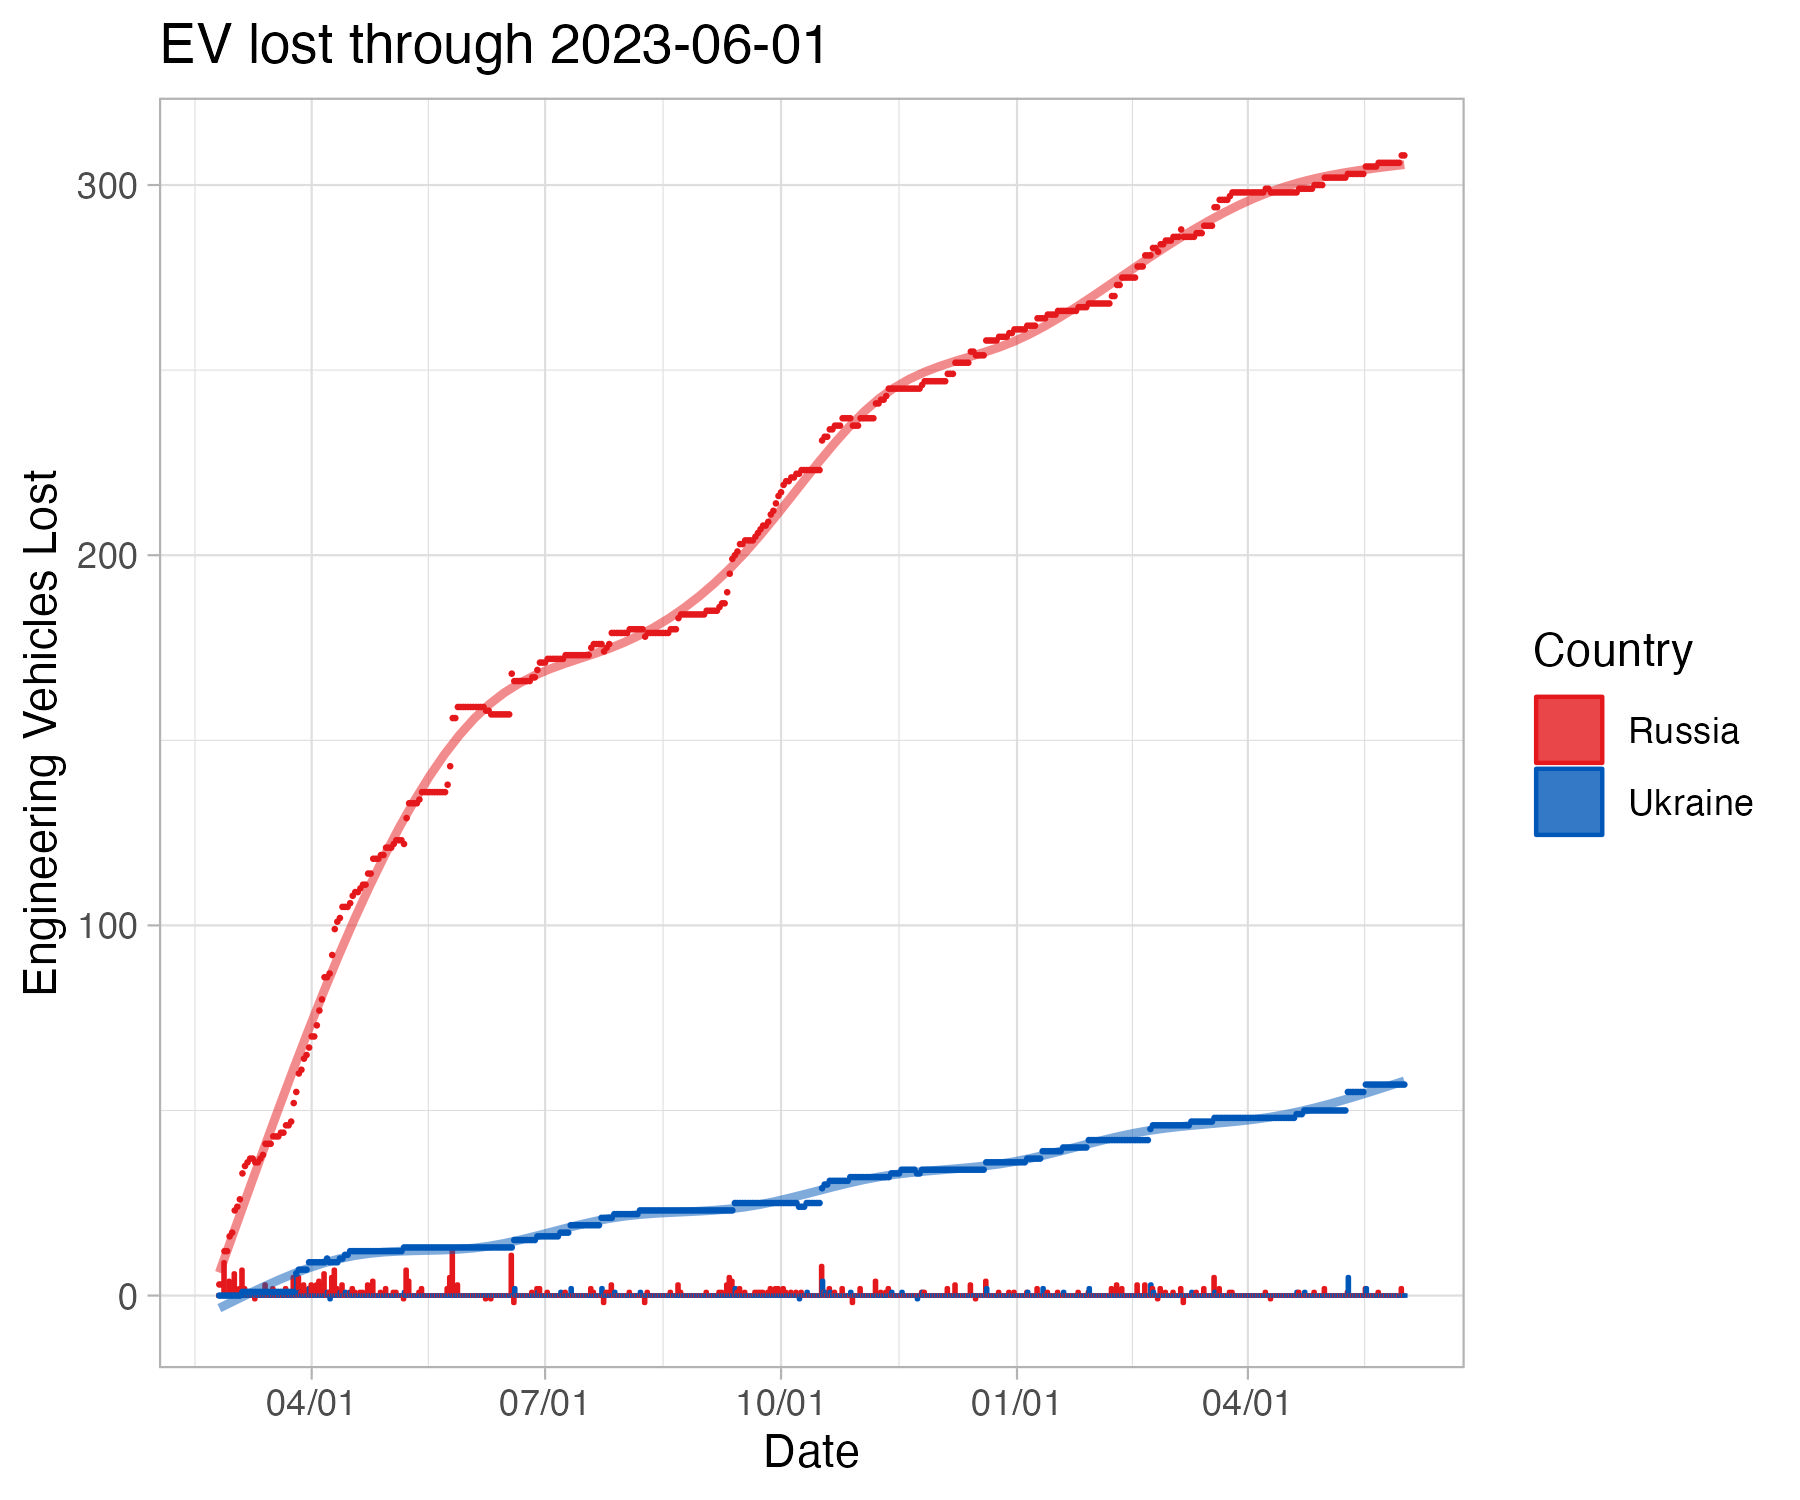 EV lost through 2023-06-01
Engineering Vehicles Lost
300
200
100
0
04/01 07/01 10/01 01/01 04/01
Date
Country
Russia
Ukraine